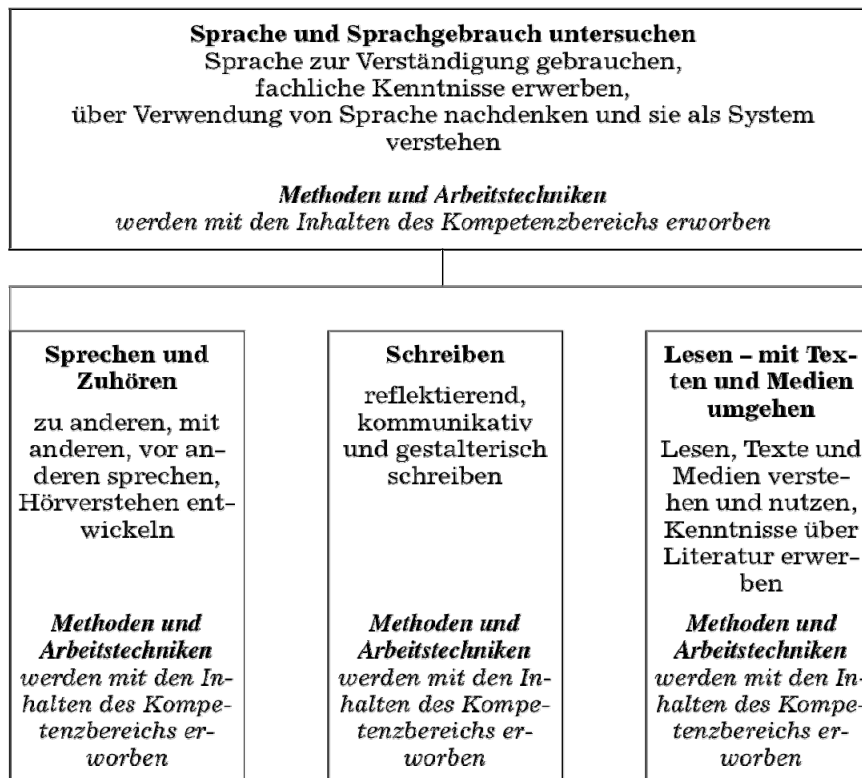 Sprache und Sprachgebrauch untersuchen
Sprache zur Verständigung gebrauchen,
fachliche Kenntnisse erwerben,
über Verwendung von Sprache nachdenken und sie als System
verstehen
Methoden und Arbeitstechniken
werden mit den Inhalten des Kompetenzbereichs erworben
Sprechen und
Zuhören
zu anderen, mit
anderen, vor an-
deren sprechen,
Hörverstehen ent-
wickeln
Methoden und
Arbeitstechniken
werden mit den In-
halten des Kompe-
tenzbereichs er-
worben
Schreiben
reflektierend,
kommunikativ
und gestalterisch
schreiben
Methoden und
Arbeitstechniken
werden mit den In-
halten des Kompe-
tenzbereichs er-
worben
Lesen – mit Tex-
ten und Medien
umgehen
Lesen, Texte und
Medien verste-
hen und nutzen,
Kenntnisse über
Literatur erwer-
ben
Methoden und
Arbeitstechniken
werden mit den In-
halten des Kompe-
tenzbereichs er-
worben